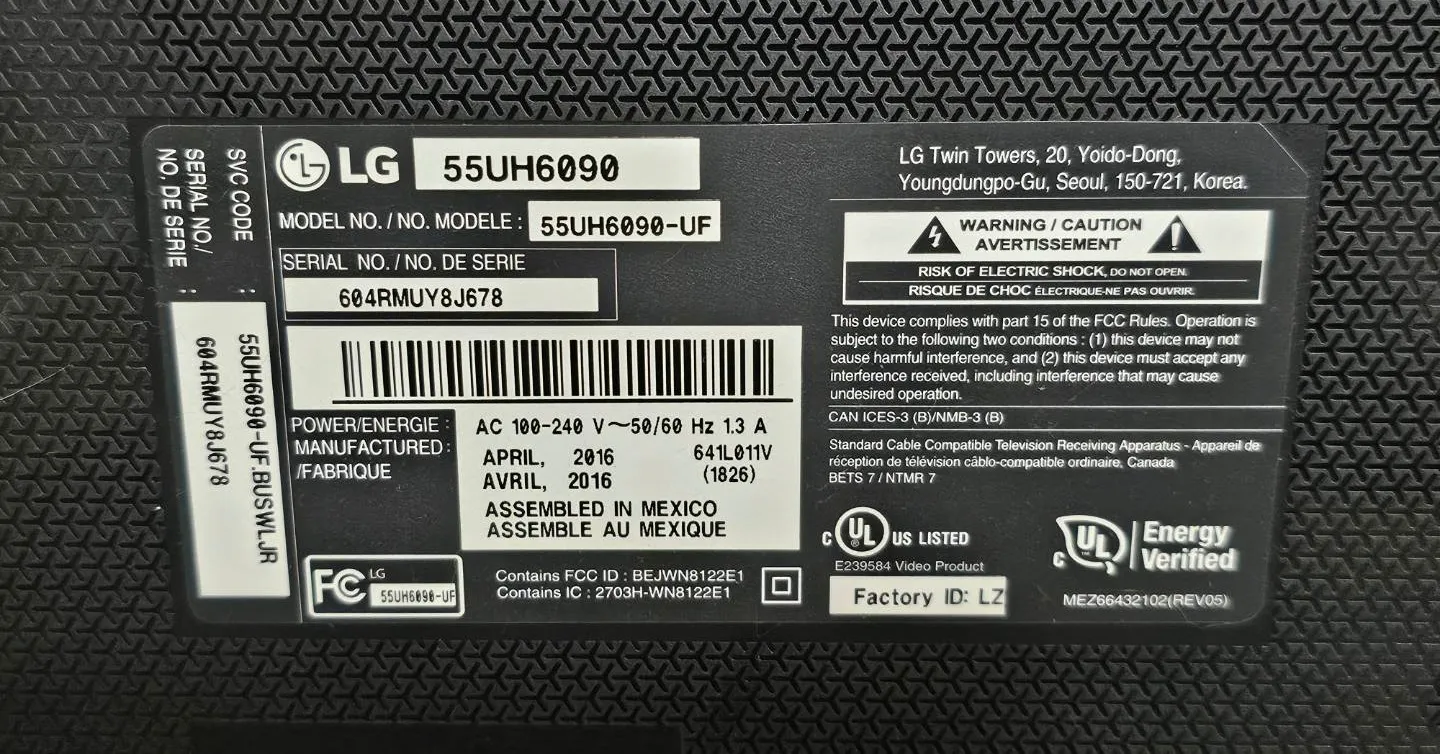 SVC CODE :
55UH6090-UF.BUSWLJR
SERIAL NO./
NO. DE SERIE :
604RMUY8J678
LG 55UH6090
MODEL NO. / NO. MODELE : 55UH6090-UF
SERIAL NO. / NO. DE SERIE
604RMUY8J678
POWER/ENERGIE : AC 100-240 V~50/60 Hz 1.3 A
MANUFACTURED : APRIL, 2016 641L011V
/FABRIQUE AVRIL, 2016 (1826)
ASSEMBLED IN MEXICO
ASSEMBLE AU MEXIQUE
FC LG
55UH6090-UF
Contains FCC ID : BEJWN8122E1
Contains IC : 2703H-WN8122E1
LG Twin Towers, 20, Yoido-Dong,
Youngdungpo-Gu, Seoul, 150-721, Korea.
WARNING / CAUTION
AVERTISSEMENT
RISK OF ELECTRIC SHOCK, DO NOT OPEN.
RISQUE DE CHOC ÉLECTRIQUE-NE PAS OUVRIR.
This device complies with part 15 of the FCC Rules. Operation is
subject to the following two conditions : (1) this device may not
cause harmful interference, and (2) this device must accept any
interference received, including interference that may cause
undesired operation.
CAN ICES-3 (B)/NMB-3 (B)
Standard Cable Compatible Television Receiving Apparatus - Appareil de
réception de télévision câblo-compatible ordinaire, Canada
BETS 7 / NTMR 7
C UL ® US LISTED
E239584 Video Product
Factory ID: LZ
C UL ™ Energy
Verified
MEZ66432102(REV05)